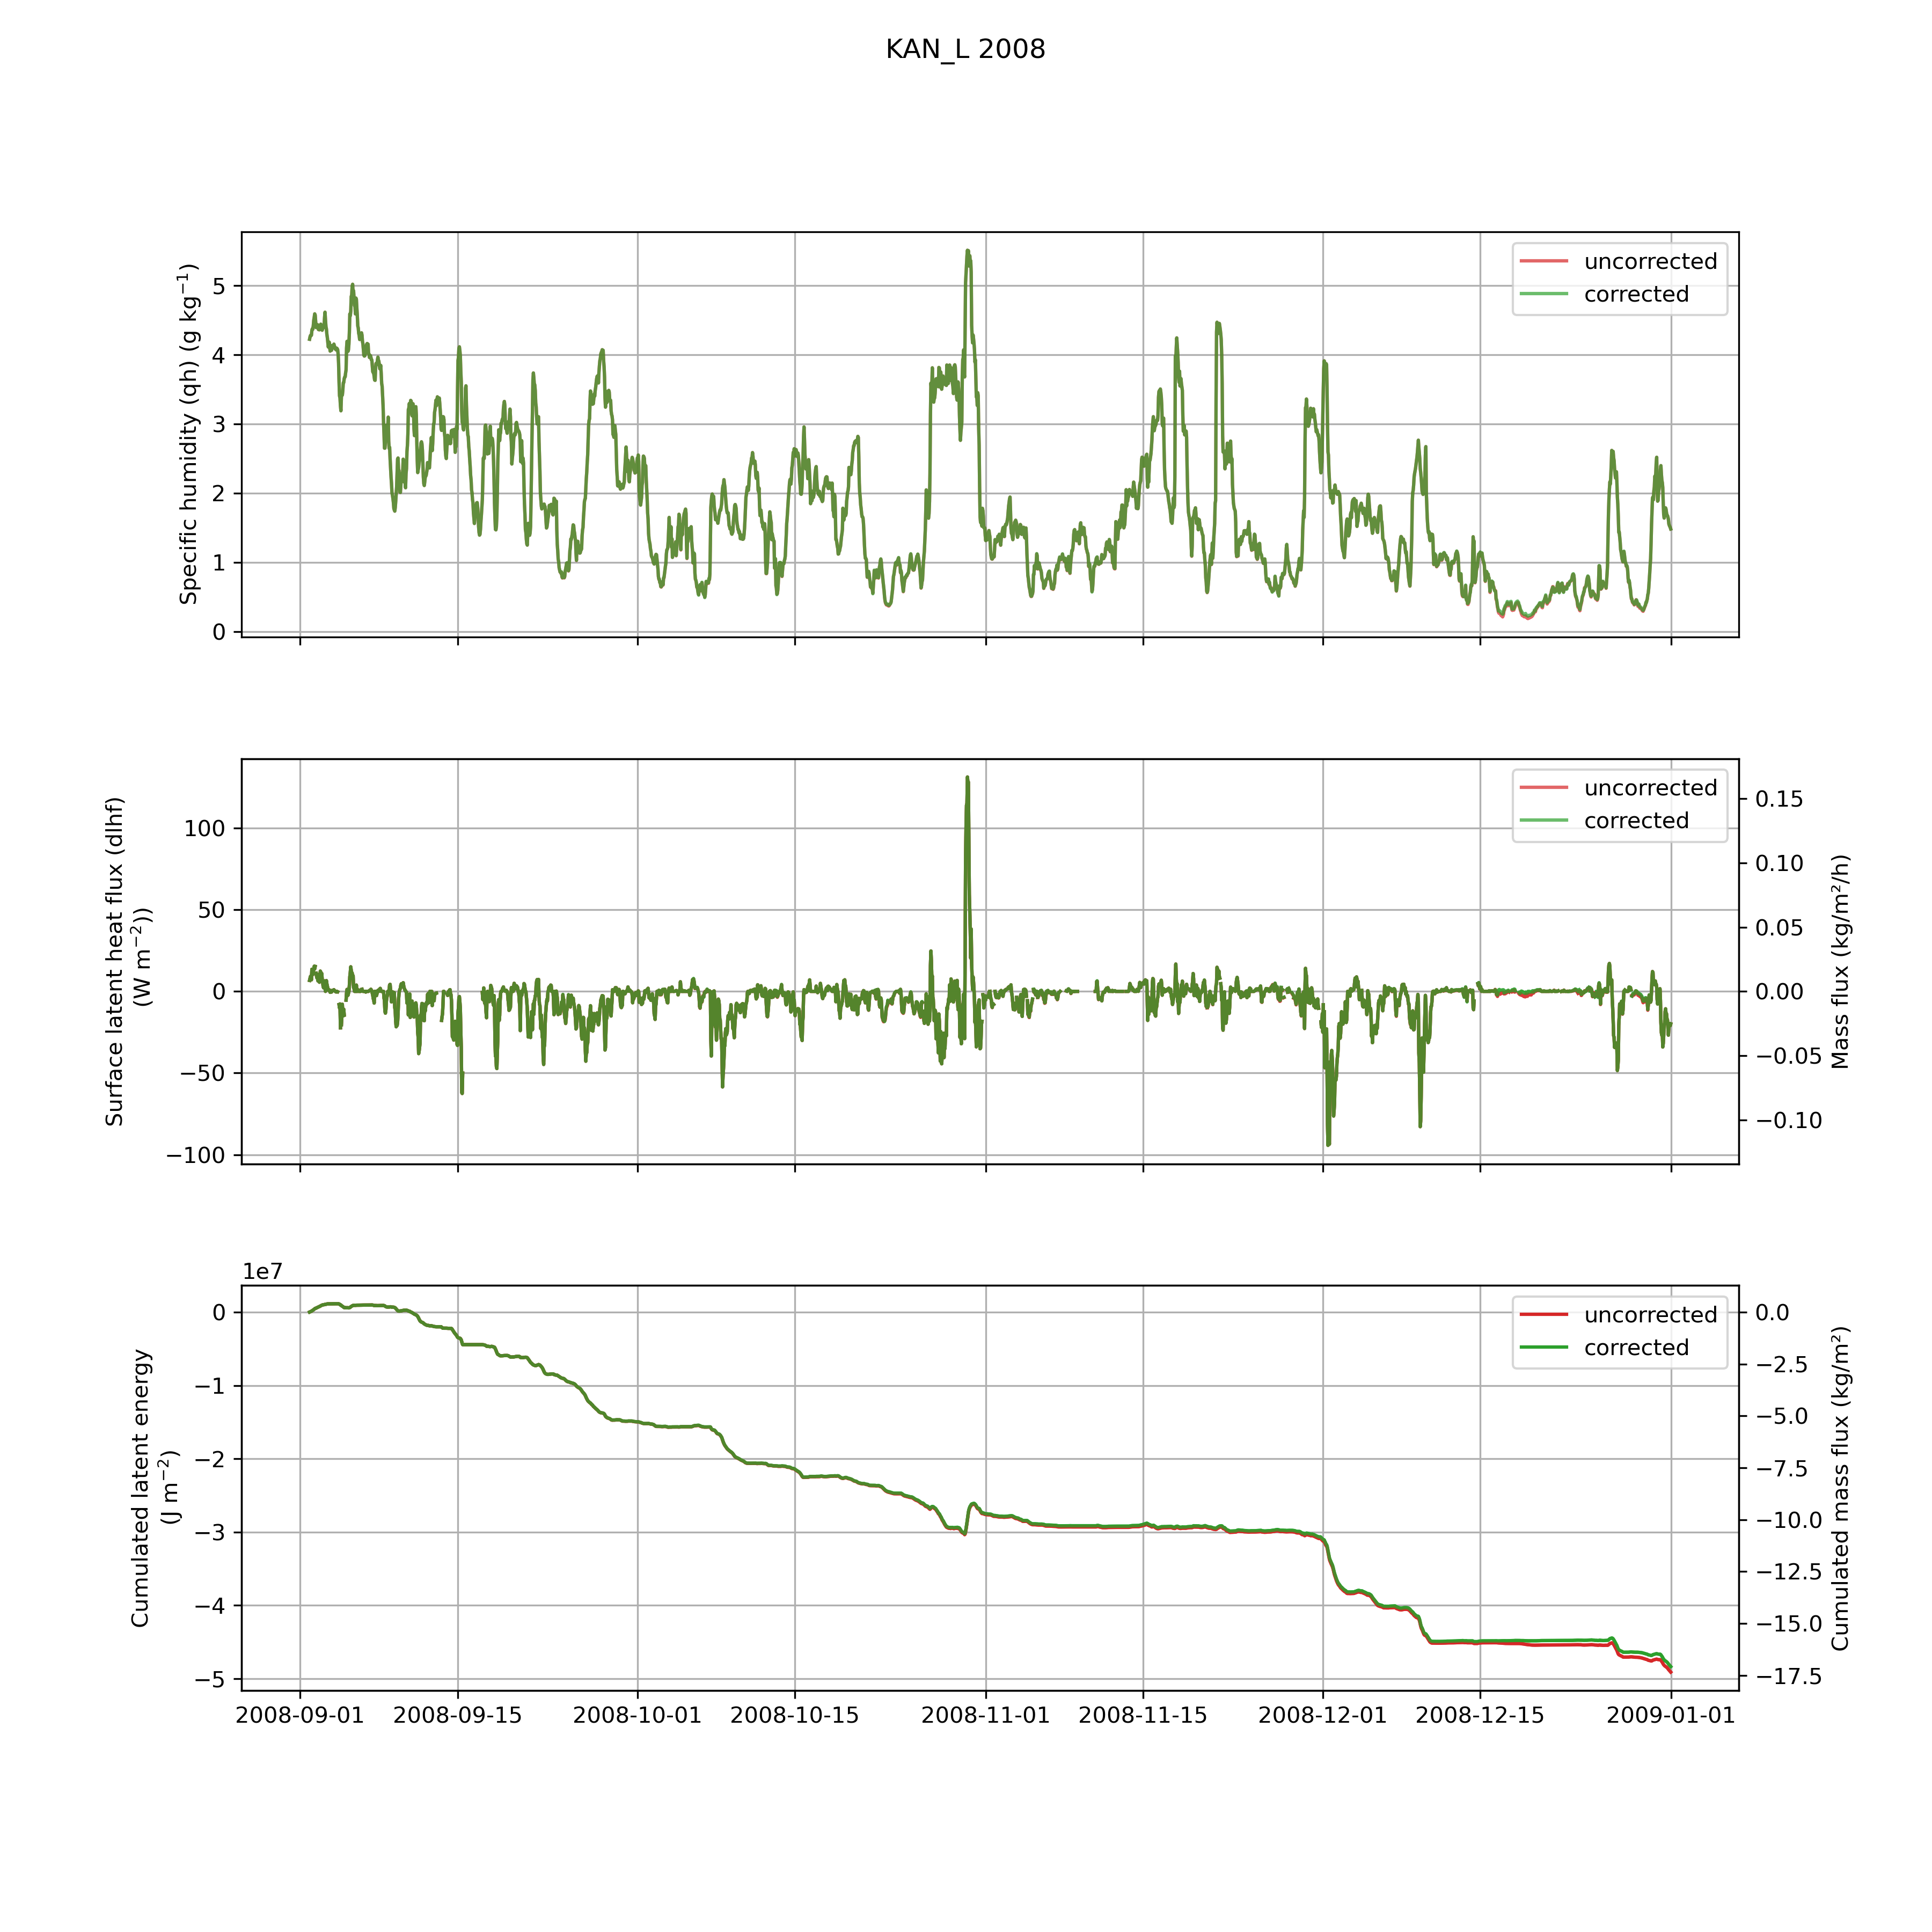 KAN_L 2008
Specific humidity (qh) (g kg⁻¹)
5
4
3
2
1
0
uncorrected
corrected
Surface latent heat flux (dlhf)
(W m⁻²))
100
50
0
−50
−100
uncorrected
corrected
0.15
0.10
0.05
0.00
−0.05
−0.10
Mass flux (kg/m²/h)
1e7
Cumulated latent energy
(J m⁻²)
0
−1
−2
−3
−4
−5
uncorrected
corrected
0.0
−2.5
−5.0
−7.5
−10.0
−12.5
−15.0
−17.5
Cumulated mass flux (kg/m²)
2008-09-01 2008-09-15 2008-10-01 2008-10-15 2008-11-01 2008-11-15 2008-12-01 2008-12-15 2009-01-01